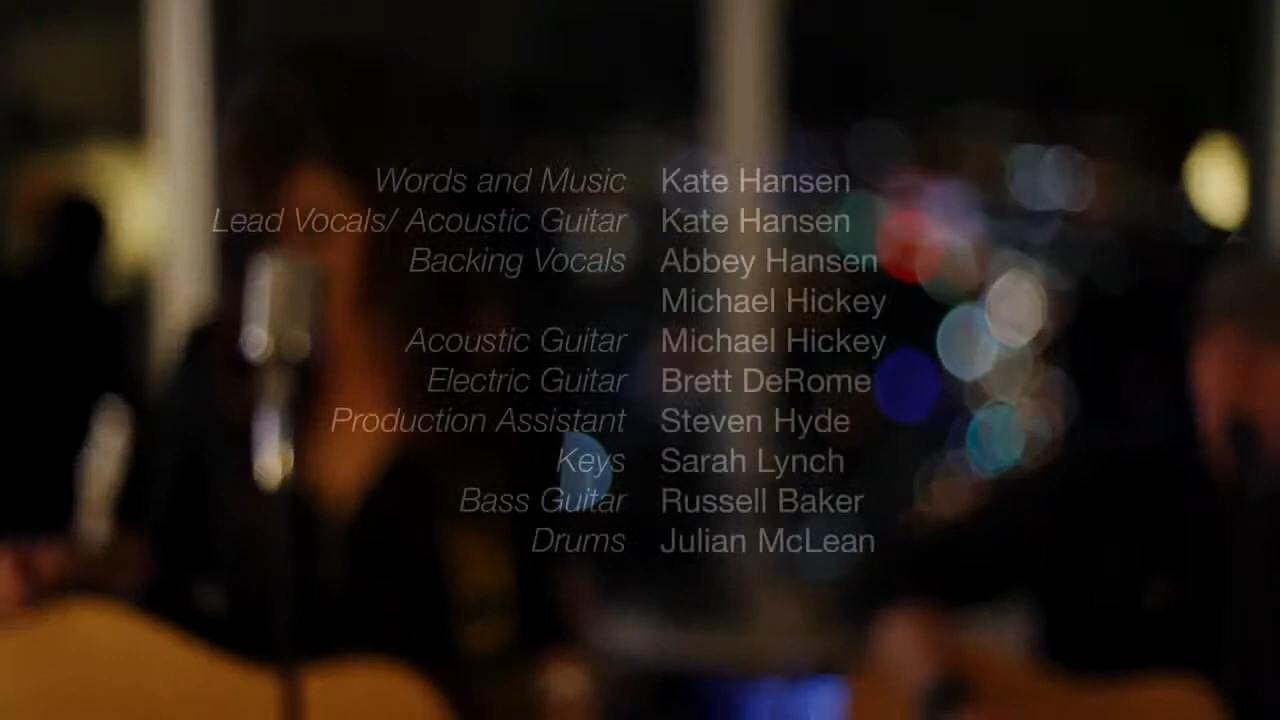 Words and Music Kate Hansen
Lead Vocals/ Acoustic Guitar Kate Hansen
Backing Vocals Abbey Hansen
Michael Hickey
Acoustic Guitar Michael Hickey
Electric Guitar Brett DeRome
Production Assistant Steven Hyde
Keys Sarah Lynch
Bass Guitar Russell Baker
Drums Julian McLean